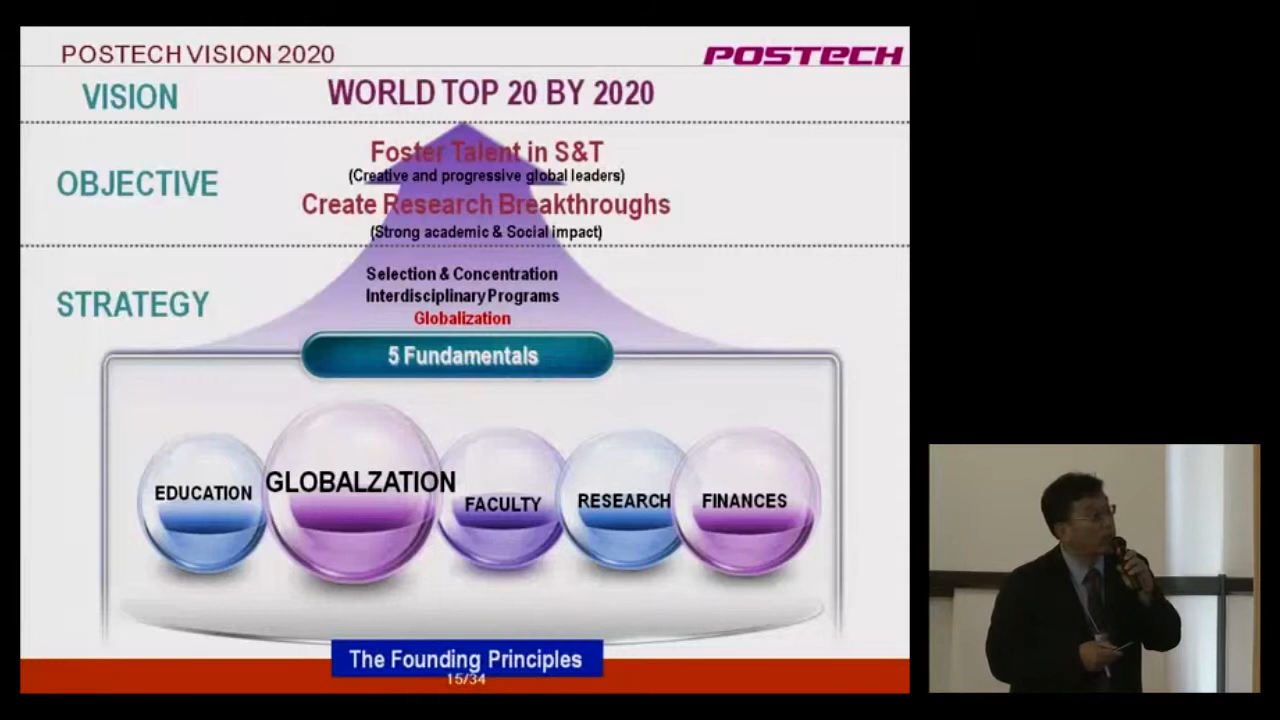 POSTECH VISION 2020
POSTECH
VISION
WORLD TOP 20 BY 2020
OBJECTIVE
Foster Talent in S&T
(Creative and progressive global leaders)
Create Research Breakthroughs
(Strong academic & Social impact)
STRATEGY
Selection & Concentration
Interdisciplinary Programs
Globalization
5 Fundamentals
EDUCATION
GLOBALZATION
FACULTY
RESEARCH
FINANCES
The Founding Principles
15/34